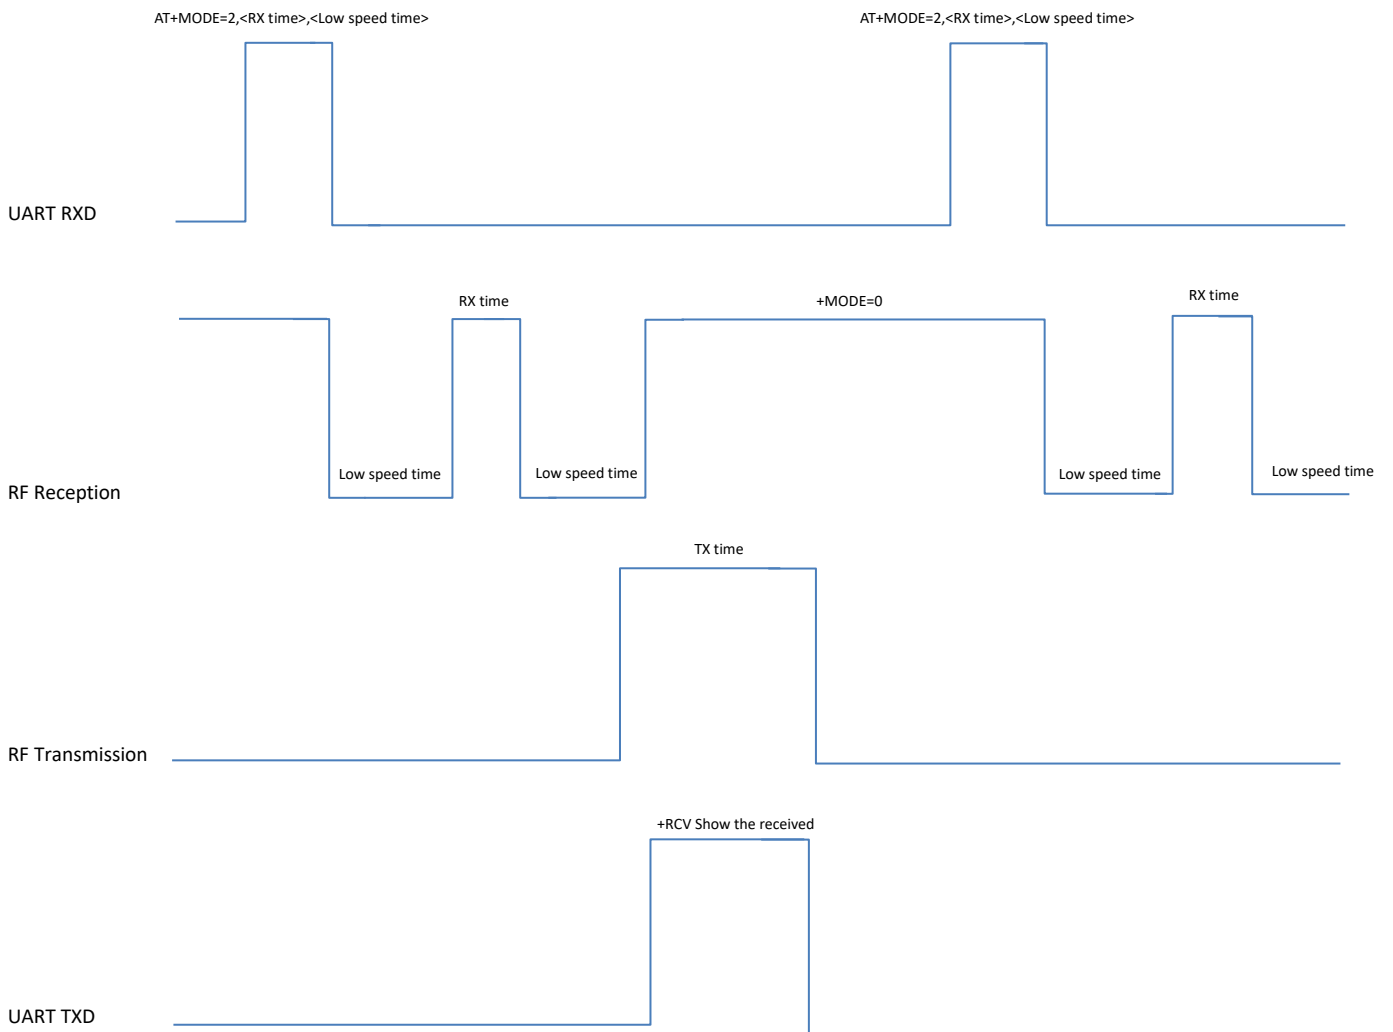 AT+MODE=2,<RX time>,<Low speed time>
AT+MODE=2,<RX time>,<Low speed time>
UART RXD
RX time
+MODE=0
RX time
Low speed time
Low speed time
Low speed time
Low speed time
RF Reception
TX time
RF Transmission
+RCV Show the received
UART TXD